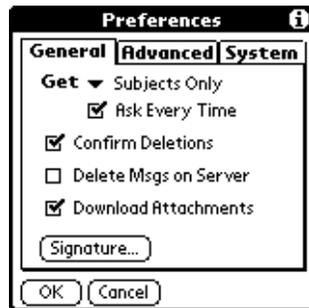 Preferences
General Advanced System
Get Subjects Only
Ask Every Time
Confirm Deletions
Delete Msgs on Server
Download Attachments
Signature...
OK Cancel